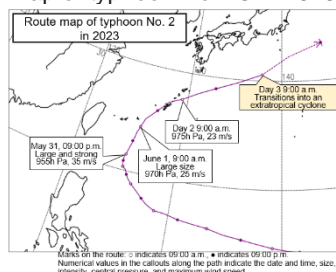 Route map of typhoon No. 2
in 2023
Day 3 9:00 a.m.
Transitions into an
extratropical cyclone
140
30
Day 2 9:00 a.m.
975h Pa, 23 m/s
May 31, 09:00 p.m.
Large and strong
955h Pa, 35 m/s
June 1, 9:00 a.m.
Large size
970h Pa, 25 m/s
Marks on the route: ○ indicates 09:00 a.m., ● indicates 09:00 p.m.
Numerical values in the callouts along the path indicate the date and time, size,
intensity, central pressure, and maximum wind speed.